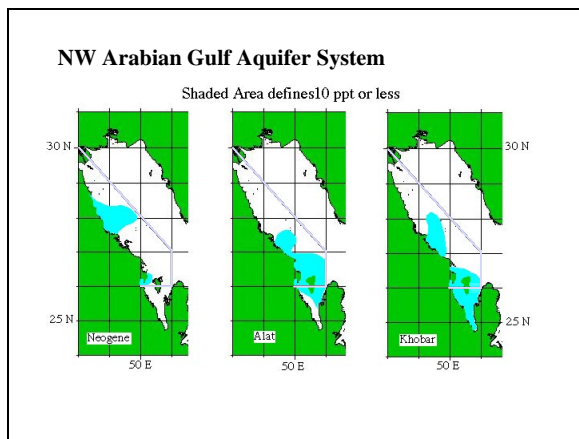 NW Arabian Gulf Aquifer System
Shaded Area defines10 ppt or less
30 N
30 N
25 N
25 N
Neogene
Alat
Khobar
50 E
50 E
50 E